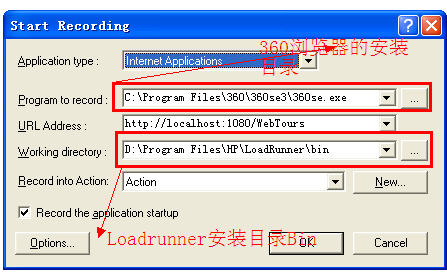 Start Recording
360浏览器的安装
目录
Application type :
Internet Applications
Program to record :
C:\Program Files\360\360se3\360se.exe
...
URL Address :
http://localhost:1080/WebTours
Working directory :
D:\Program Files\HP\LoadRunner\bin
...
Record into Action:
Action
New...
Record the application startup
Loadrunner安装目录Bin
Options...
OK
Cancel